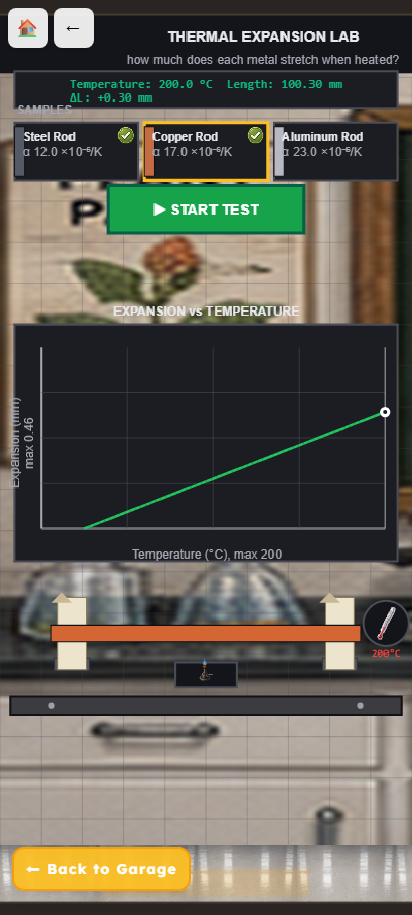 THERMAL EXPANSION LAB
how much does each metal stretch when heated?
Temperature: 200.0 °C  Length: 100.30 mm
ΔL: +0.30 mm
SAMPLES
Steel Rod
α 12.0 ×10⁻⁶/K
Copper Rod
α 17.0 ×10⁻⁶/K
Aluminum Rod
α 23.0 ×10⁻⁶/K
▶ START TEST
EXPANSION vs TEMPERATURE
Expansion (mm)
max 0.46
Temperature (°C), max 200
200°C
← Back to Garage